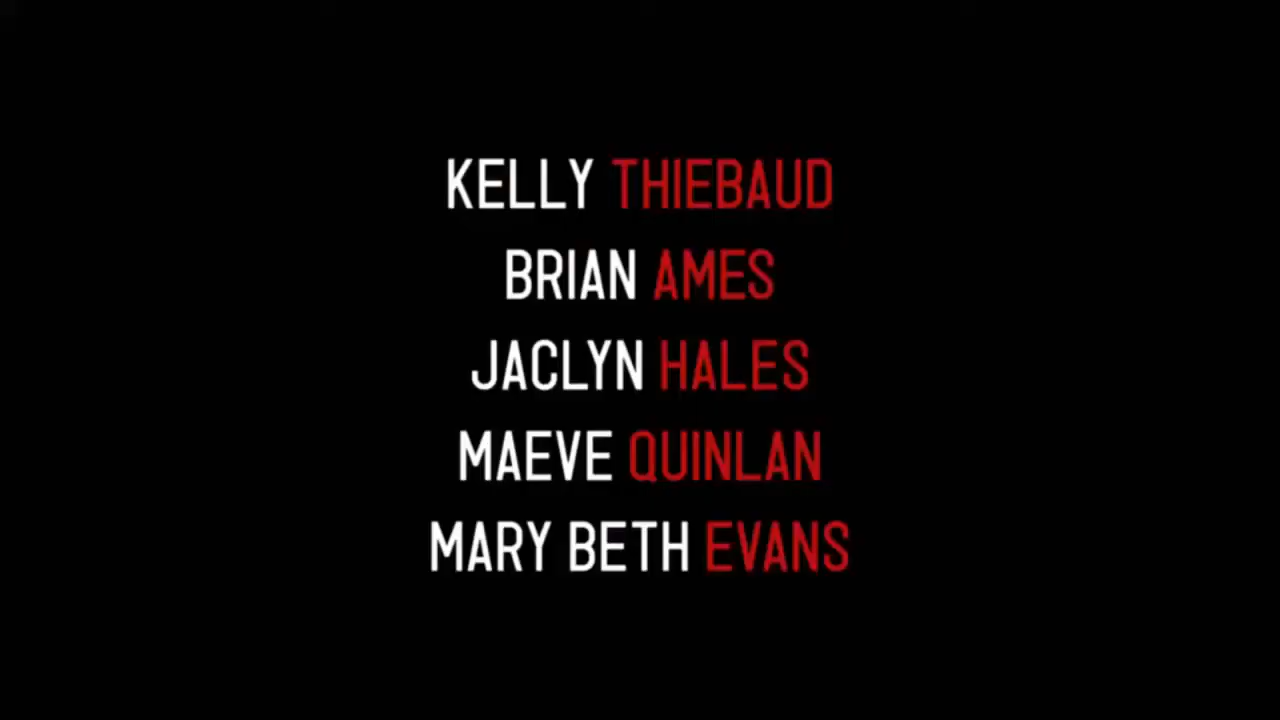 KELLY THIEBAUD
BRIAN AMES
JACLYN HALES
MAEVE QUINLAN
MARY BETH EVANS